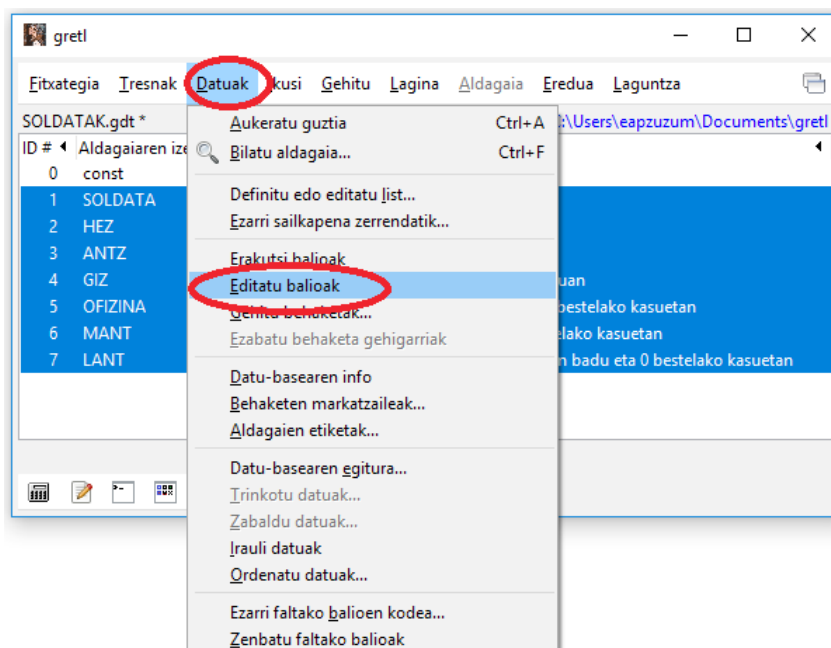 gretl
Fitxategia Tresnak Datuak Ikusi Gehitu Lagina Aldagaia Eredua Laguntza
SOLDATAK.gdt * :\Users\eapzuzum\Documents\gretl
ID # Aldagaiaren ize
0 const
1 SOLDATA
2 HEZ
3 ANTZ
4 GIZ uan
5 OFIZINA bestelako kasuetan
6 MANT elako kasuetan
7 LANT n badu eta 0 bestelako kasuetan
Aukeratu guztia Ctrl+A
Bilatu aldagaia... Ctrl+F
Definitu edo editatu list...
Ezarri sailkapena zerrendatik...
Erakutsi balioak
Editatu balioak
Gehitu behaketak...
Ezabatu behaketa gehigarriak
Datu-basearen info
Behaketen markatzaileak...
Aldagaien etiketak...
Datu-basearen egitura...
Trinkotu datuak...
Zabaldu datuak...
Irauli datuak
Ordenatu datuak...
Ezarri faltako balioen kodea...
Zenbatu faltako balioak